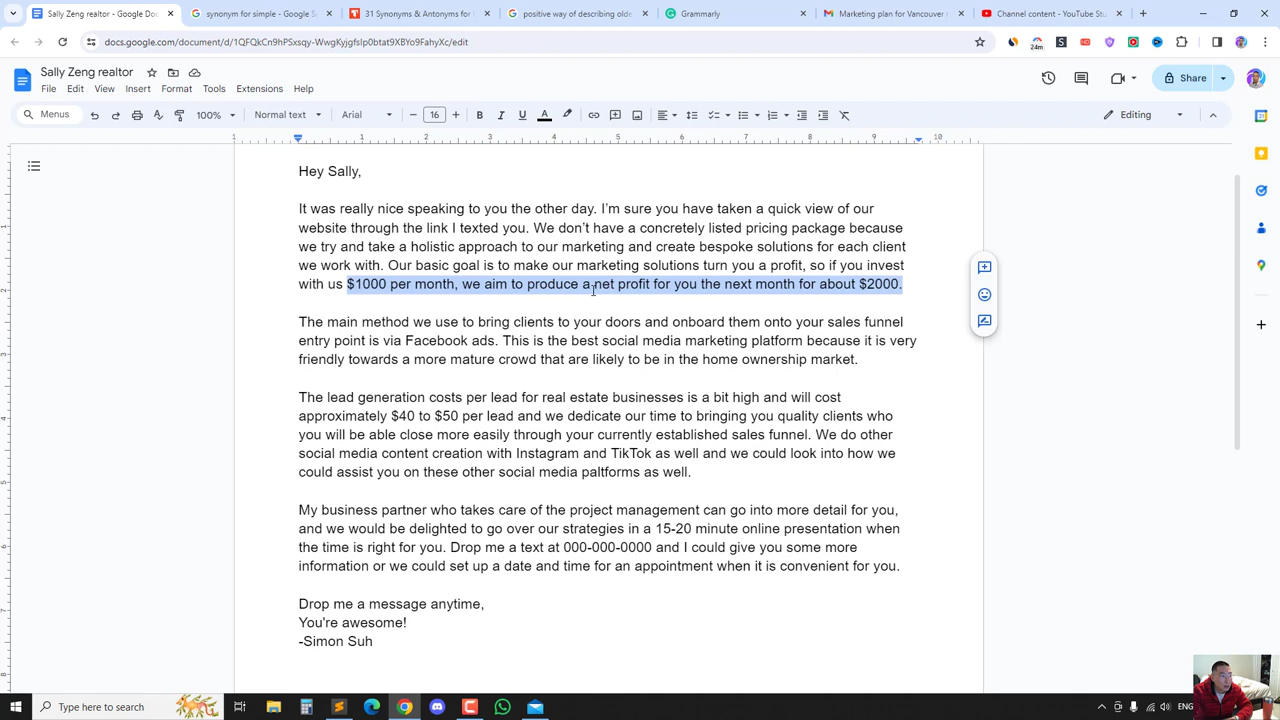 Sally Zeng realtor - Google Doc
synonym for simple - Google S
31 Synonyms & Antonyms for
positive way of describing olde
Grammarly
Marketing plan for Vancouver r
Channel content - YouTube Stu
docs.google.com/document/d/1QFQkCn9hPSxsqy-WwgKyjgfsIp0btat9XBYo9FahyXc/edit
24m
Sally Zeng realtor
File Edit View Insert Format Tools Extensions Help
Share
Menus
100%
Normal text
Arial
16
Editing
1 1 2 3 4 5 6 7 8 9 10
Hey Sally,
It was really nice speaking to you the other day. I'm sure you have taken a quick view of our
website through the link I texted you. We don't have a concretely listed pricing package because
we try and take a holistic approach to our marketing and create bespoke solutions for each client
we work with. Our basic goal is to make our marketing solutions turn you a profit, so if you invest
with us $1000 per month, we aim to produce a net profit for you the next month for about $2000.
The main method we use to bring clients to your doors and onboard them onto your sales funnel
entry point is via Facebook ads. This is the best social media marketing platform because it is very
friendly towards a more mature crowd that are likely to be in the home ownership market.
The lead generation costs per lead for real estate businesses is a bit high and will cost
approximately $40 to $50 per lead and we dedicate our time to bringing you quality clients who
you will be able close more easily through your currently established sales funnel. We do other
social media content creation with Instagram and TikTok as well and we could look into how we
could assist you on these other social media paltforms as well.
My business partner who takes care of the project management can go into more detail for you,
and we would be delighted to go over our strategies in a 15-20 minute online presentation when
the time is right for you. Drop me a text at 000-000-0000 and I could give you some more
information or we could set up a date and time for an appointment when it is convenient for you.
Drop me a message anytime,
You're awesome!
-Simon Suh
Type here to search
ENG